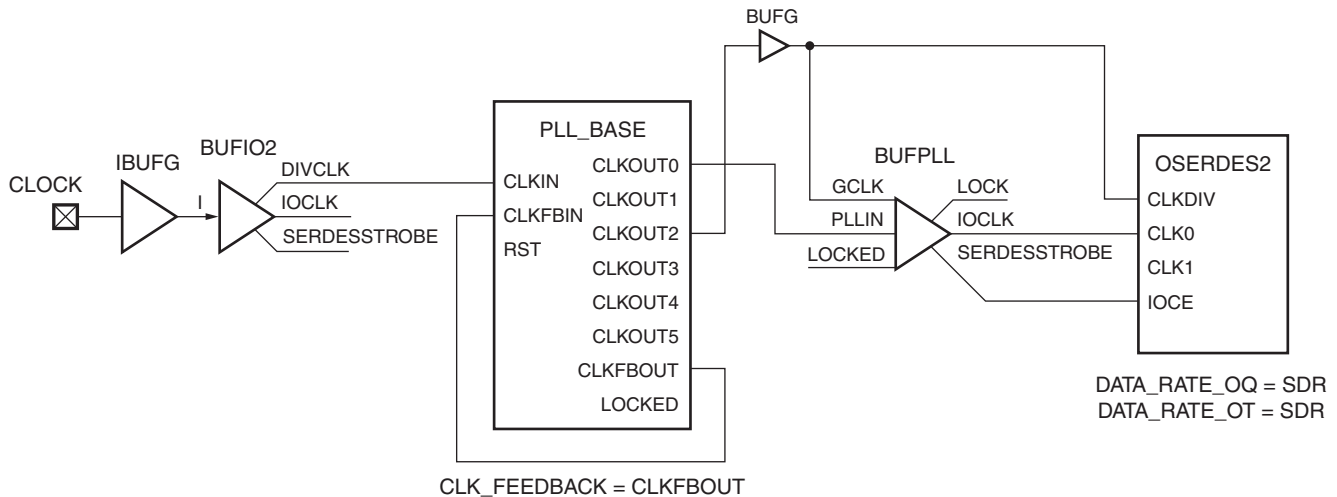 BUFG
PLL_BASE
BUFIO2
IBUFG
CLOCK
I
DIVCLK
IOCLK
SERDESSTROBE
CLKIN
CLKFBIN
RST
CLKOUT0
CLKOUT1
CLKOUT2
CLKOUT3
CLKOUT4
CLKOUT5
CLKFBOUT
LOCKED
CLK_FEEDBACK = CLKFBOUT
BUFPLL
GCLK
PLLIN
LOCKED
LOCK
IOCLK
SERDESSTROBE
OSERDES2
CLKDIV
CLK0
CLK1
IOCE
DATA_RATE_OQ = SDR
DATA_RATE_OT = SDR